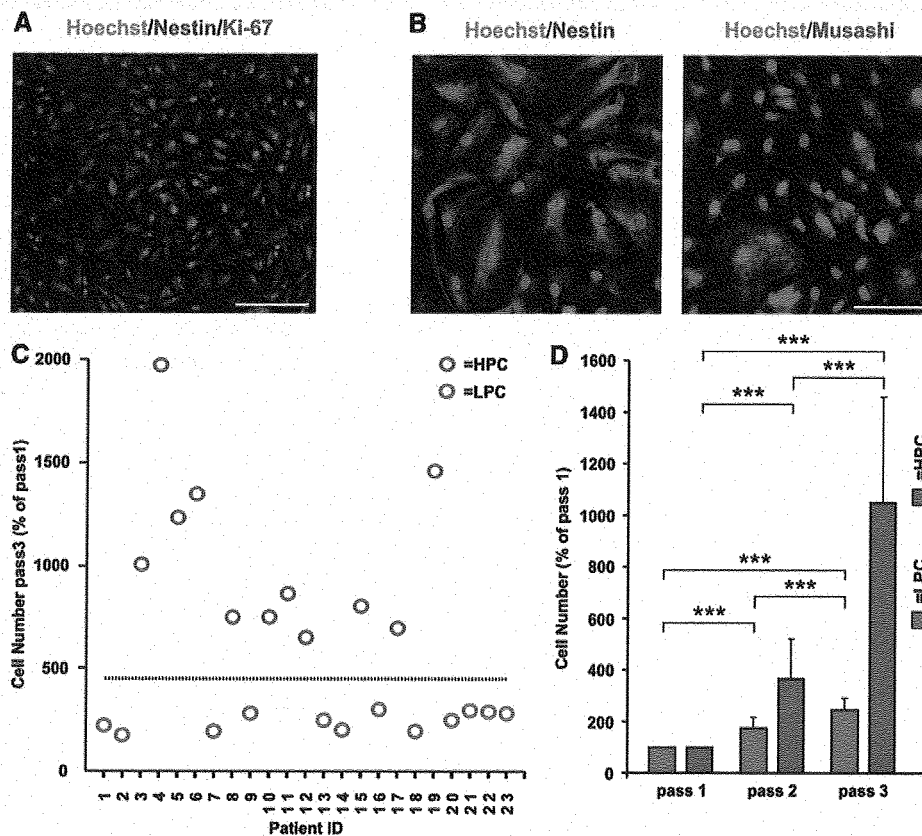 A
Hoechst/Nestin/Ki-67
B
Hoechst/Nestin
Hoechst/Musashi
C
2000
1500
1000
500
0
Cell Number pass3 (% of pass1)
=HPC
=LPC
1 2 3 4 5 6 7 8 9 10 11 12 13 14 15 16 17 18 19 20 21 22 23
Patient ID
D
1600
1400
1200
1000
800
600
400
200
0
Cell Number (% of pass 1)
***
***
***
***
***
***
pass 1 pass 2 pass 3
=HPC
=LPC